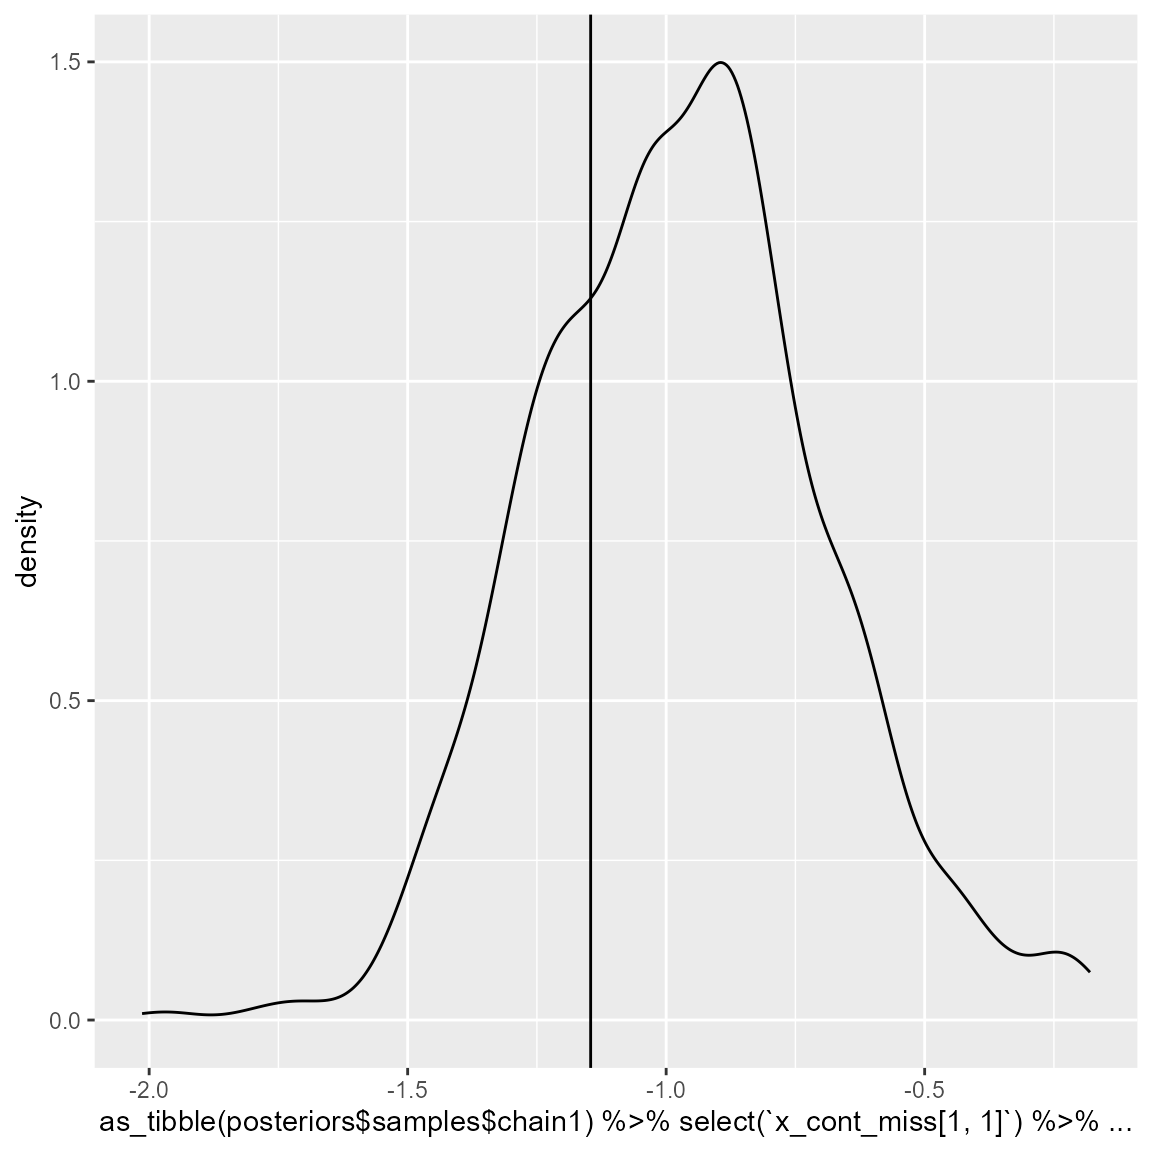 1.5
1.0
0.5
0.0
density
-2.0 -1.5 -1.0 -0.5
as_tibble(posteriors$samples$chain1) %>% select(`x_cont_miss[1, 1]`) %>% ...